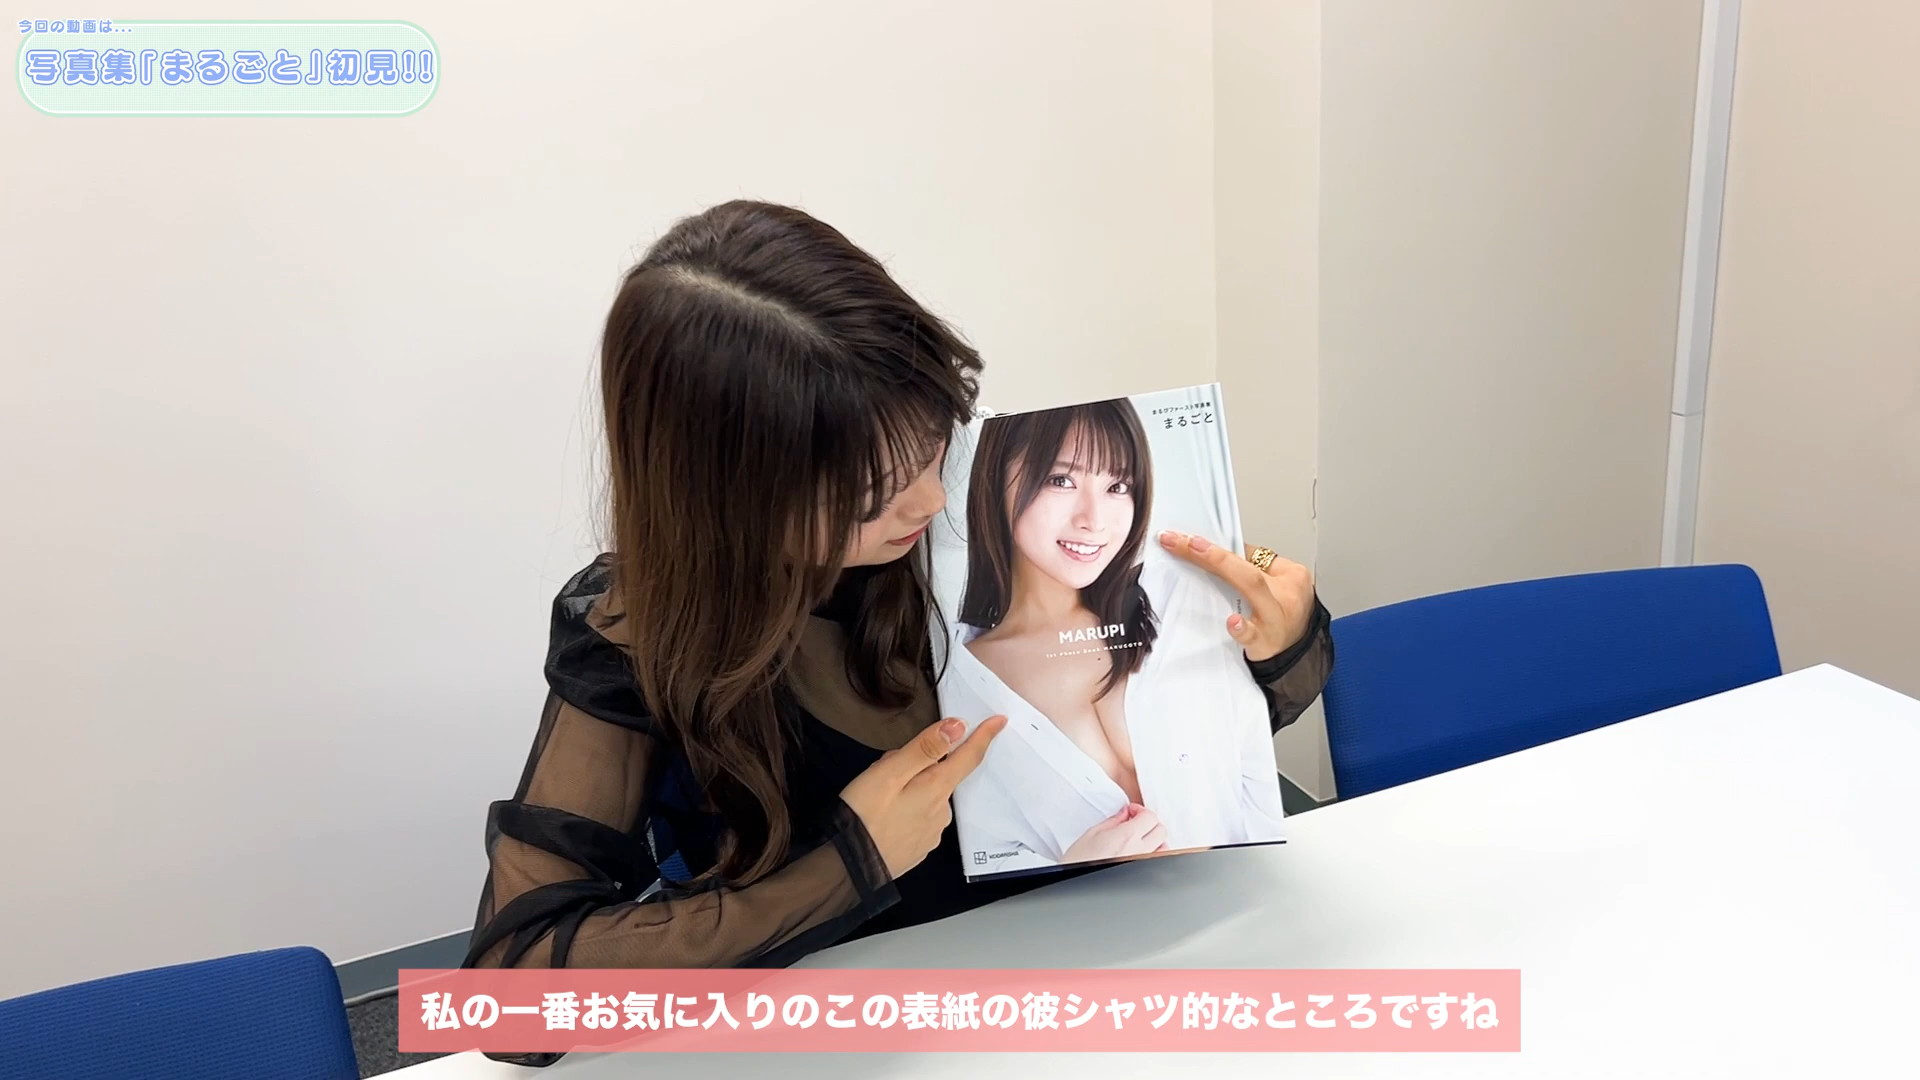 今回の動画は...
写真集「まるごと」初見!!
まるぴファースト写真集
まるごと
MARUPI
1st Photo Book MARUGOTO
KODANSHA
私の一番お気に入りのこの表紙の彼シャツ的なところですね